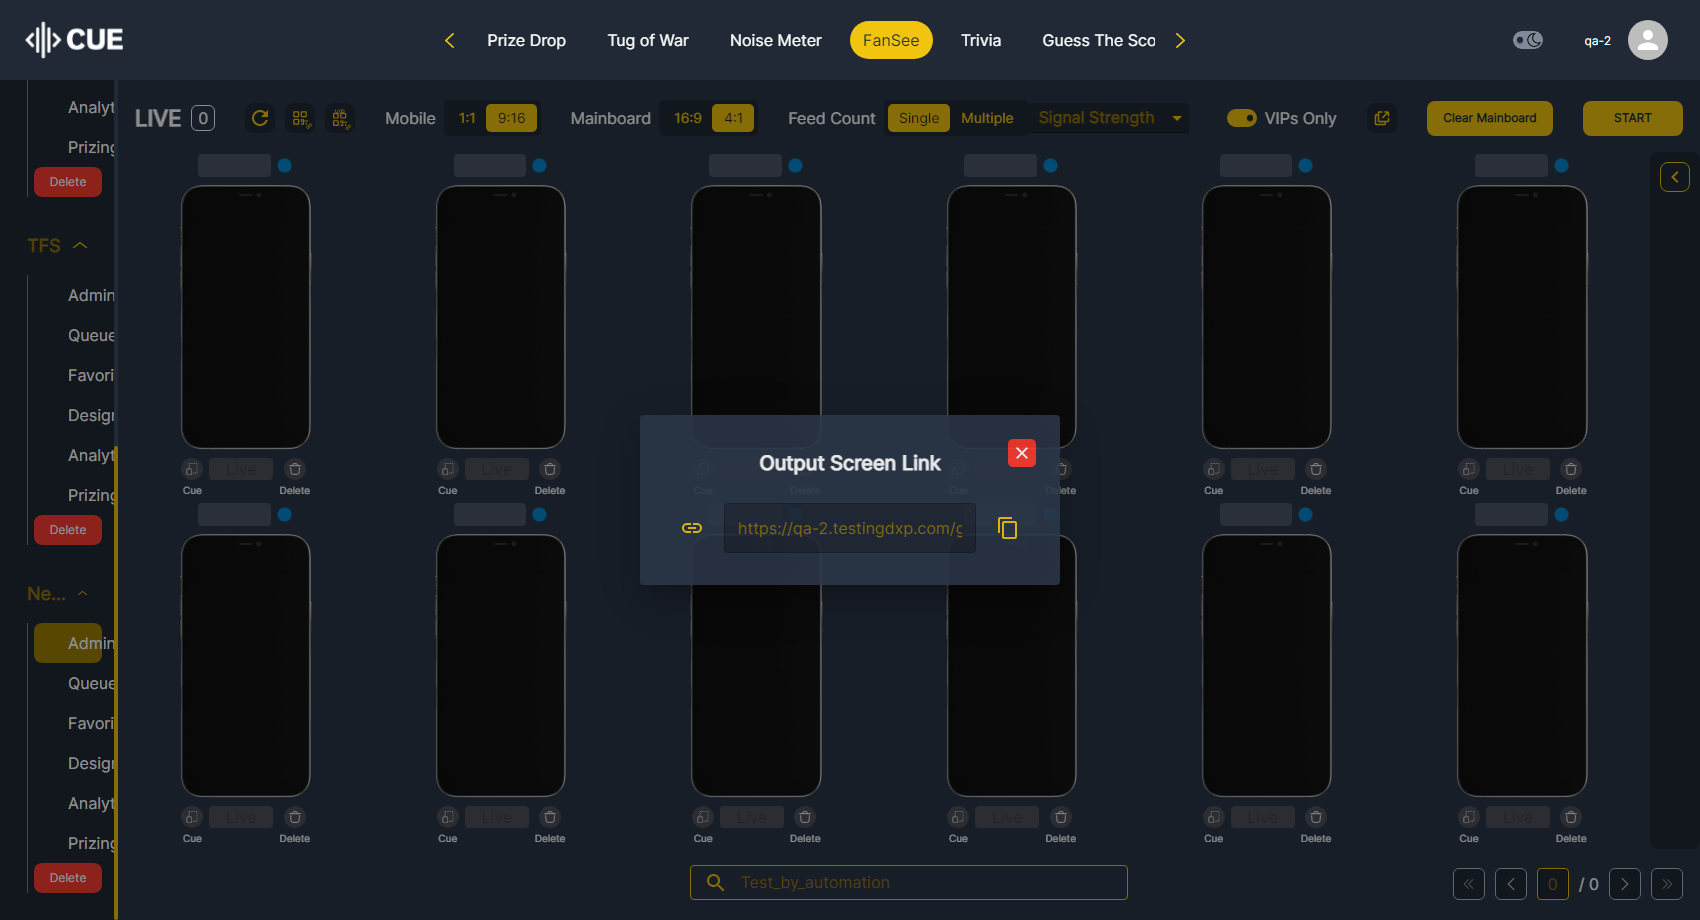 CUE
Prize Drop
Tug of War
Noise Meter
FanSee
Trivia
Guess The Sco
qa-2
Analyt
Prizing
Delete
TFS
Admin
Queue
Favori
Design
Analyt
Prizing
Delete
Ne...
Admin
Queue
Favori
Design
Analyt
Prizing
Delete
LIVE 0
Mobile 1:1 9:16
Mainboard 16:9 4:1
Feed Count Single Multiple
Signal Strength
VIPs Only
Clear Mainboard
START
Live Live Live Live
Cue Delete Cue Delete Cue Delete Cue Delete Cue Delete Cue Delete
Output Screen Link
https://qa-2.testingdxp.com/g
Live Live Live Live Live Live
Cue Delete Cue Delete Cue Delete Cue Delete Cue Delete Cue Delete
Test_by_automation
0 / 0